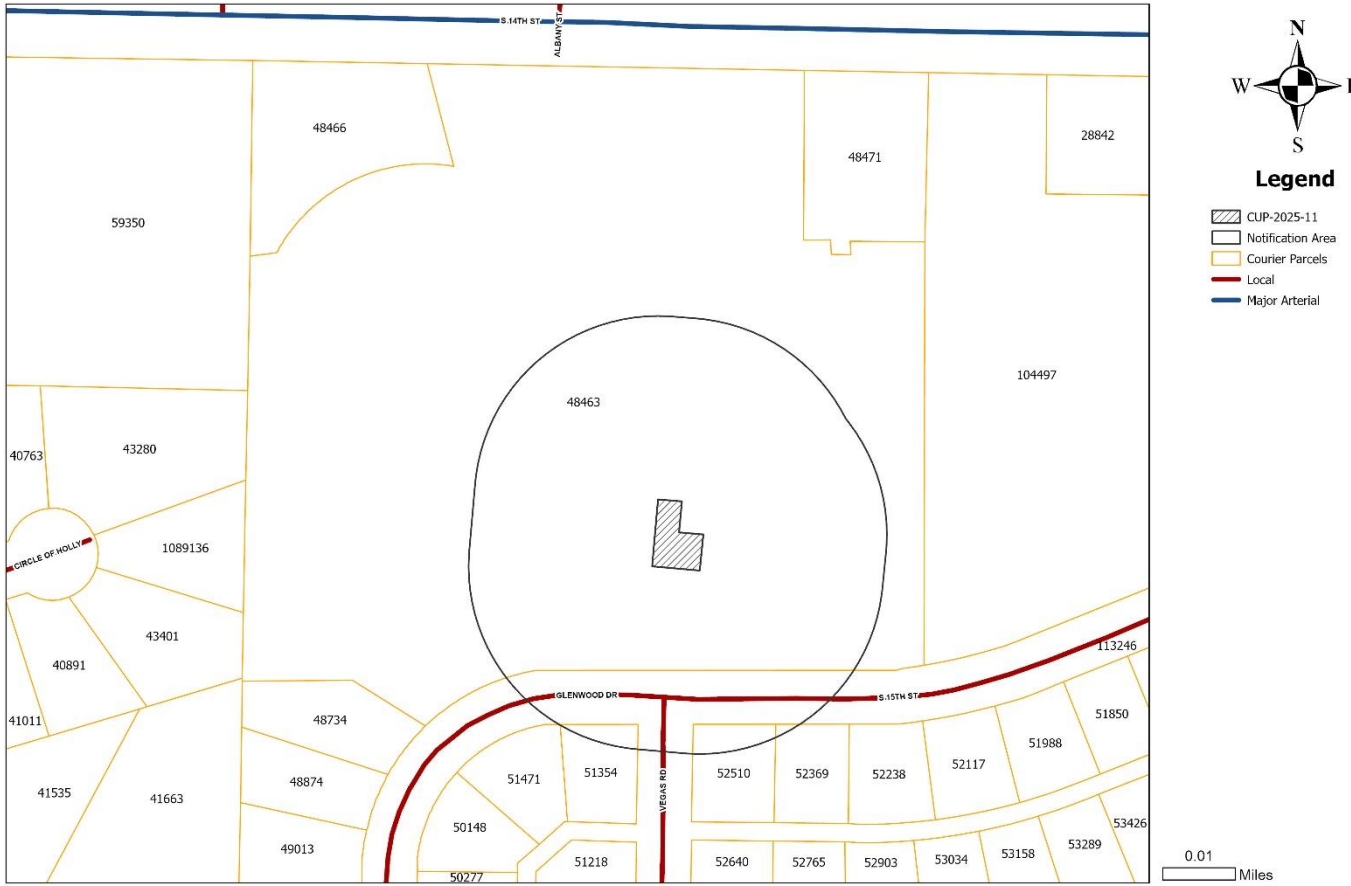 S.14TH ST
ALBANY ST
N
W
S
48466
48471
28842
59350
Legend
CUP-2025-11
Notification Area
Courier Parcels
Local
Major Arterial
104497
48463
40763
43280
CIRCLE OF HOLLY
1089136
43401
40891
41011
48734
GLENWOOD DR
S.15TH ST
113246
51850
51988
52117
52238
52369
52510
51354
51471
VEGAS RD
48874
41535
41663
50148
49013
50277
51218
52640
52765
52903
53034
53158
53289
53426
0.01
Miles